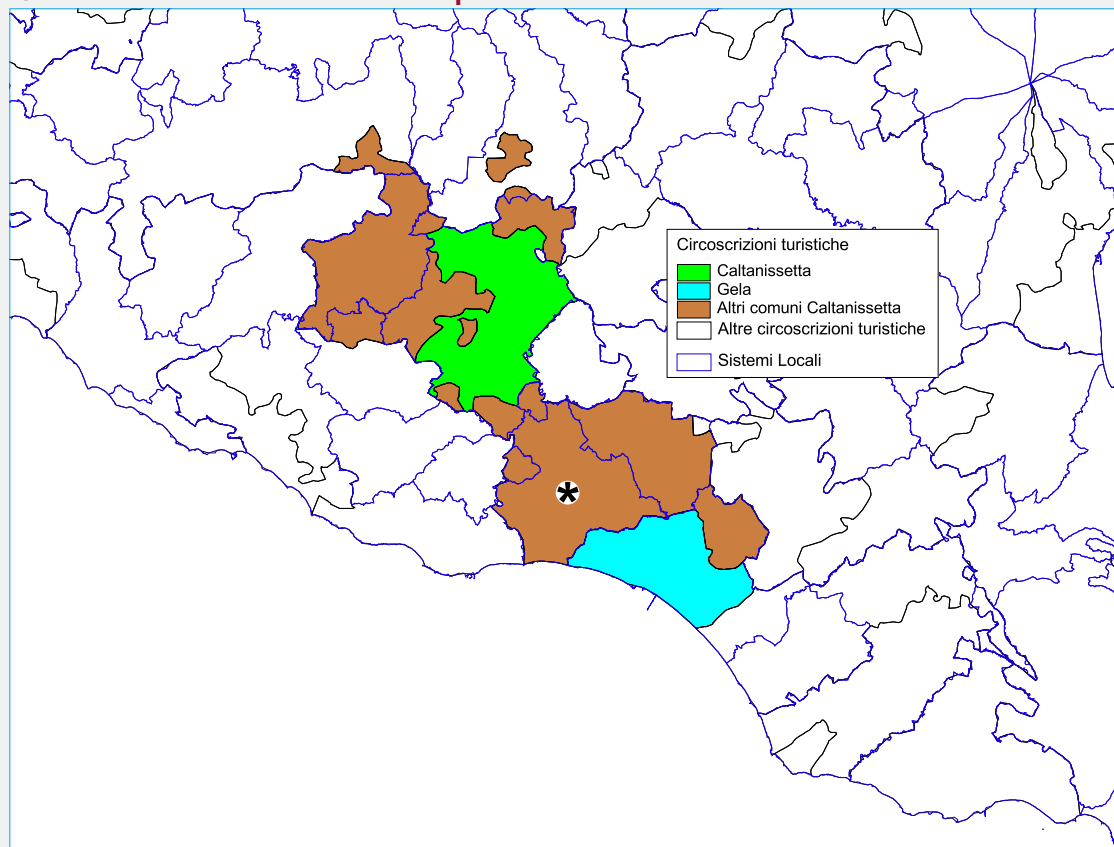 Circoscrizioni turistiche
Caltanissetta
Gela
Altri comuni Caltanissetta
Altre circoscrizioni turistiche
Sistemi Locali
*